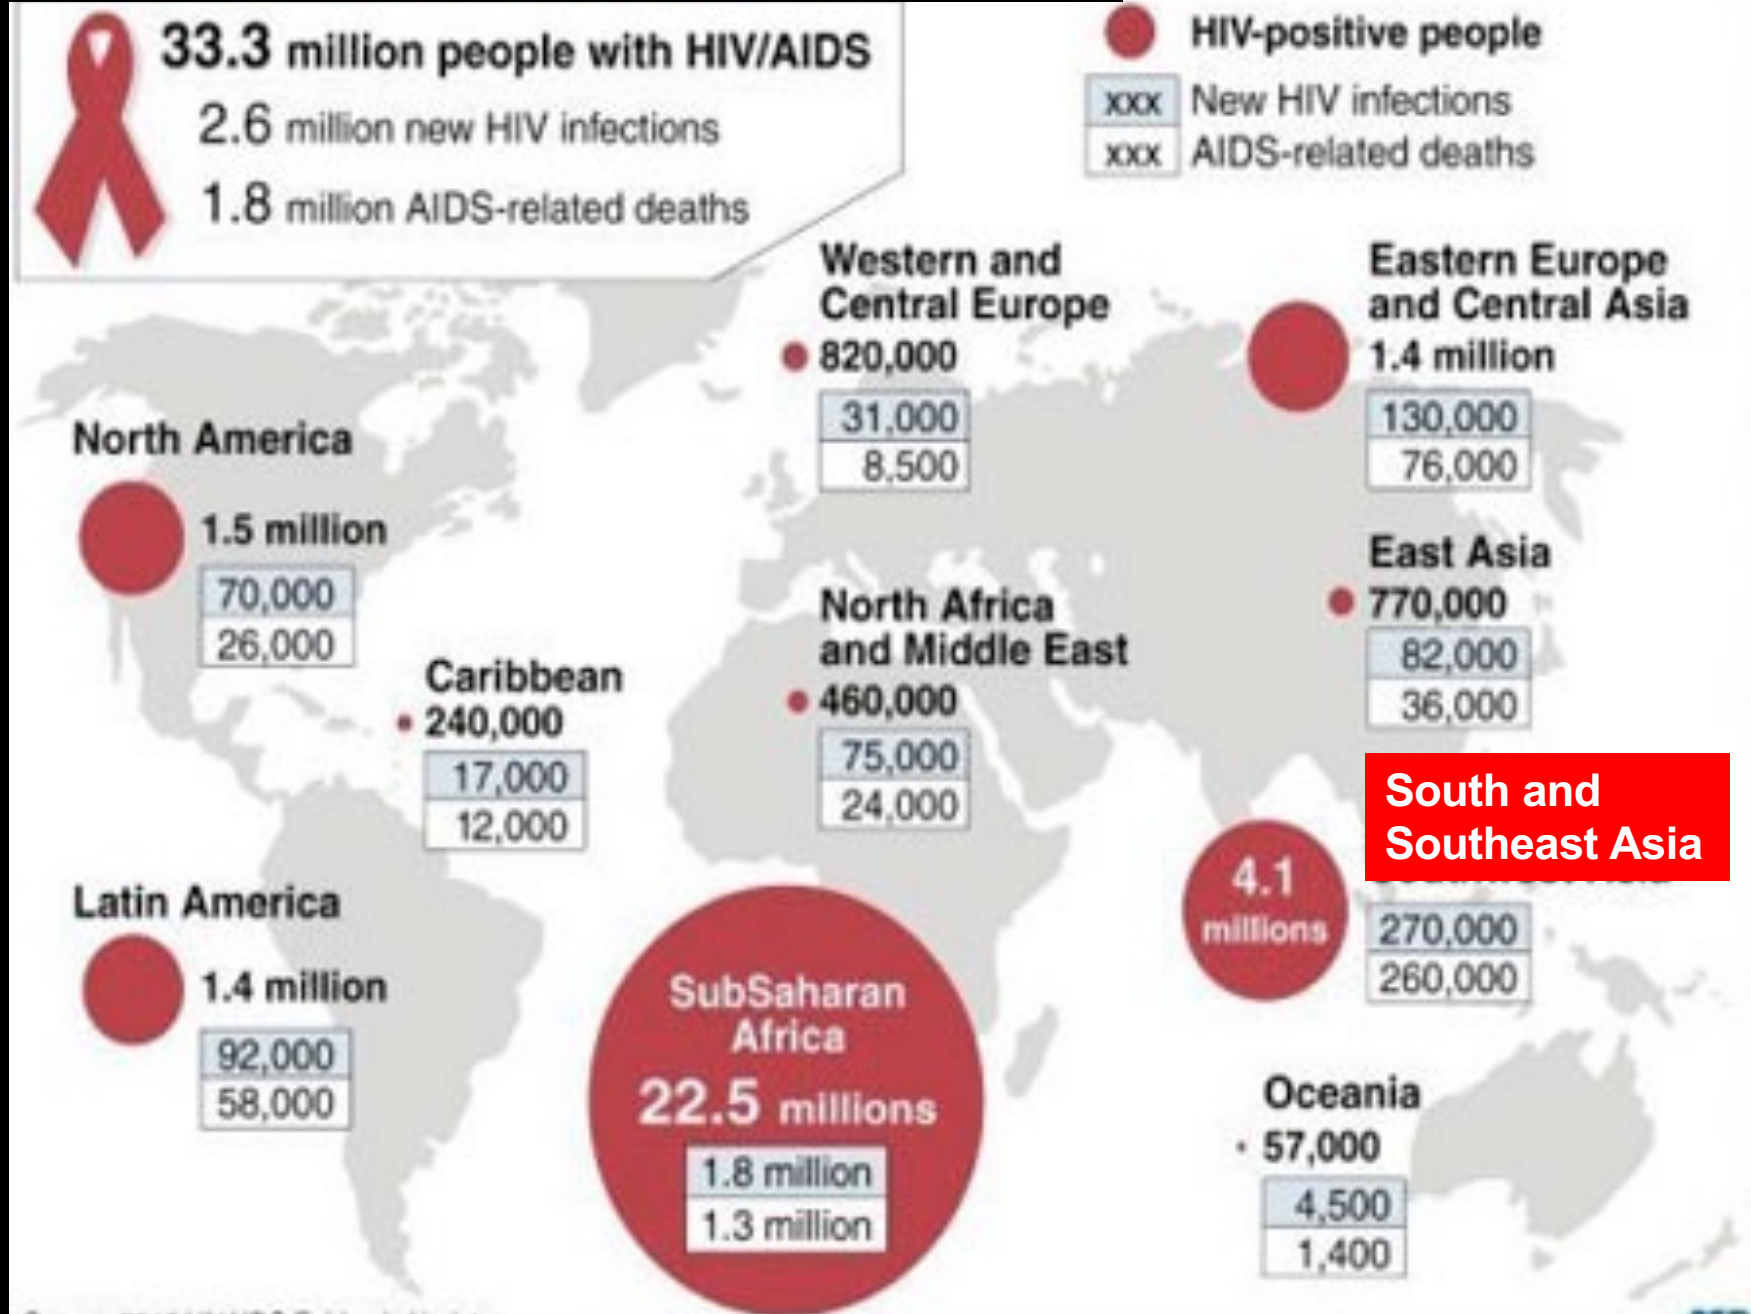 33.3 million people with HIV/AIDS
2.6 million new HIV infections
1.8 million AIDS-related deaths
HIV-positive people
xxx New HIV infections
xxx AIDS-related deaths
Western and
Central Europe
820,000
31,000
8,500
Eastern Europe
and Central Asia
1.4 million
130,000
76,000
North America
1.5 million
70,000
26,000
East Asia
770,000
82,000
36,000
North Africa
and Middle East
460,000
75,000
24,000
Caribbean
240,000
17,000
12,000
South and
Southeast Asia
4.1
millions
270,000
260,000
Latin America
1.4 million
92,000
58,000
SubSaharan
Africa
22.5 millions
1.8 million
1.3 million
Oceania
57,000
4,500
1,400